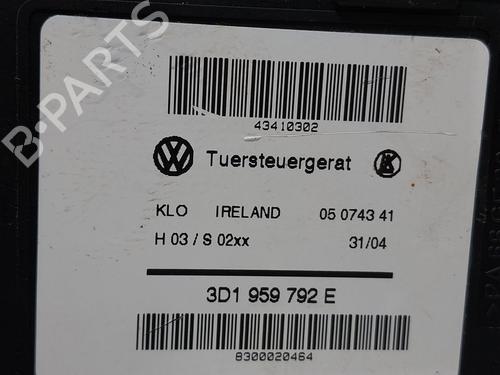 B-PARTS
43410302
Tuersteuergerat
KLO IRELAND 05 0743 41
H 03 / S 02xx 31/04
3D1 959 792 E
8300020464